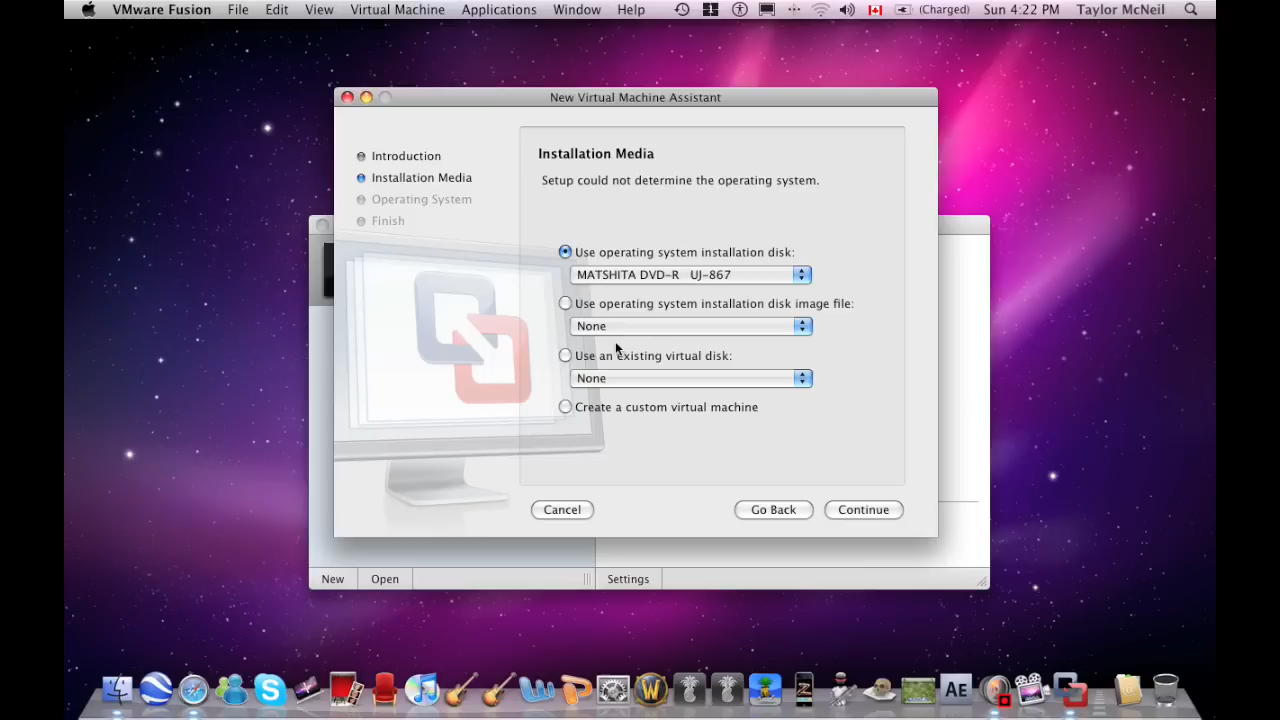 VMware Fusion File Edit View Virtual Machine Applications Window Help (Charged) Sun 4:22 PM Taylor McNeil
New Virtual Machine Assistant
Introduction
Installation Media
Operating System
Finish
Installation Media
Setup could not determine the operating system.
Use operating system installation disk:
MATSHITA DVD-R UJ-867
Use operating system installation disk image file:
None
Use an existing virtual disk:
None
Create a custom virtual machine
Cancel Go Back Continue
New Open Settings
AE